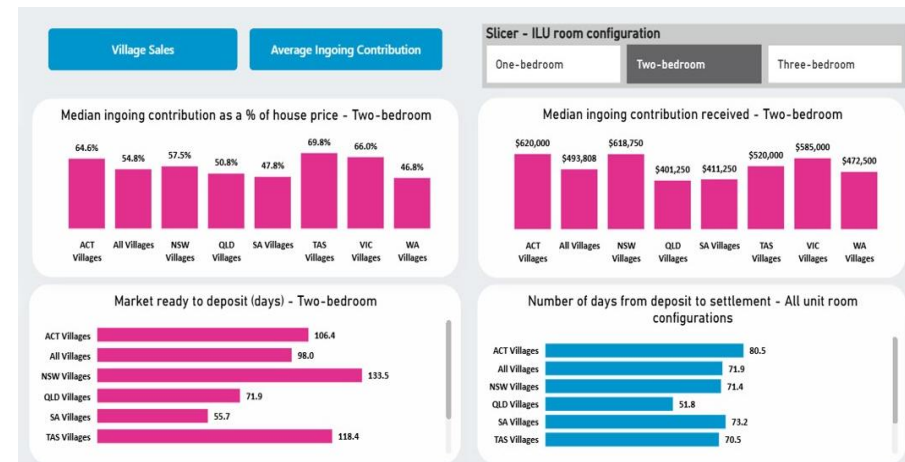 Village Sales
Average Ingoing Contribution
Slicer - ILU room configuration
One-bedroom
Two-bedroom
Three-bedroom
Median ingoing contribution as a % of house price - Two-bedroom
64.6%
54.8%
57.5%
50.8%
47.8%
69.8%
66.0%
46.8%
ACT Villages
All Villages
NSW Villages
QLD Villages
SA Villages
TAS Villages
VIC Villages
WA Villages
Median ingoing contribution received - Two-bedroom
$620,000
$493,808
$618,750
$401,250
$411,250
$520,000
$585,000
$472,500
ACT Villages
All Villages
NSW Villages
QLD Villages
SA Villages
TAS Villages
VIC Villages
WA Villages
Market ready to deposit (days) - Two-bedroom
ACT Villages 106.4
All Villages 98.0
NSW Villages 133.5
QLD Villages 71.9
SA Villages 55.7
TAS Villages 118.4
Number of days from deposit to settlement - All unit room
configurations
ACT Villages 80.5
All Villages 71.9
NSW Villages 71.4
QLD Villages 51.8
SA Villages 73.2
TAS Villages 70.5